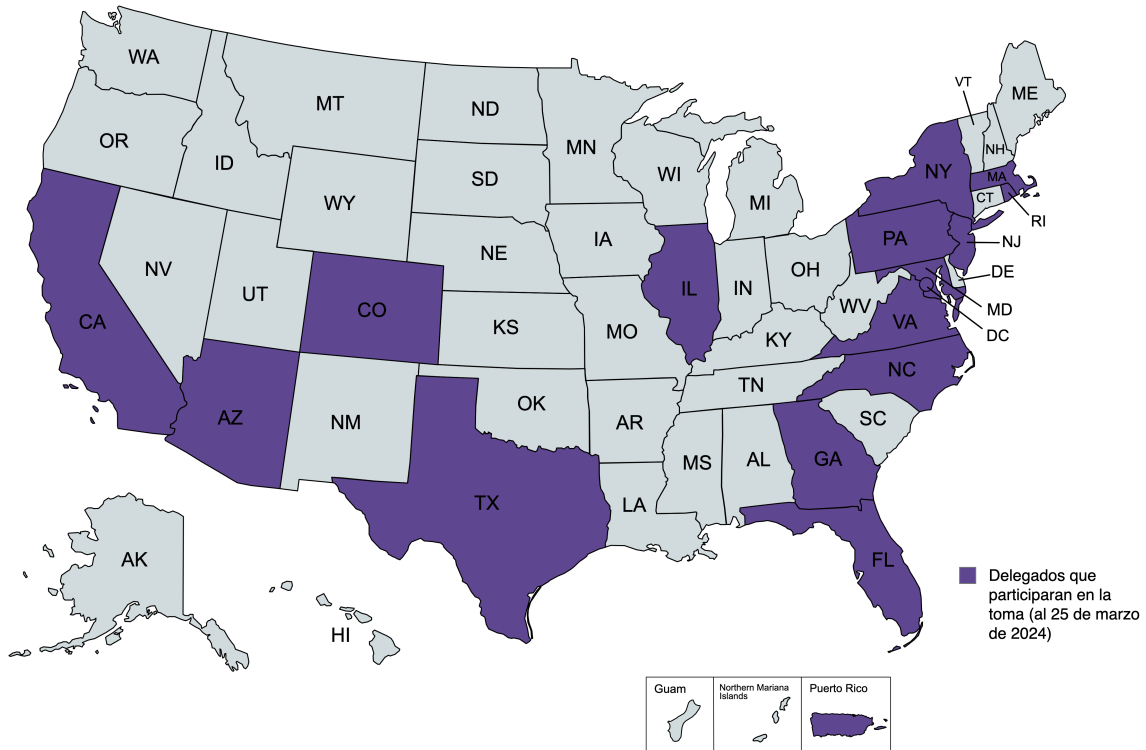 WA
MT
ND
MN
VT
ME
OR
ID
SD
WI
NH
NY
MA
WY
MI
CT
RI
IA
PA
NJ
NE
NV
OH
UT
IL
IN
DE
CO
WV
MD
CA
KS
MO
VA
DC
KY
NC
TN
OK
AZ
NM
AR
SC
MS
AL
GA
TX
LA
AK
FL
HI
Delegados que
participaran en la
toma (al 25 de marzo
de 2024)
Guam
Northern Mariana
Islands
Puerto Rico